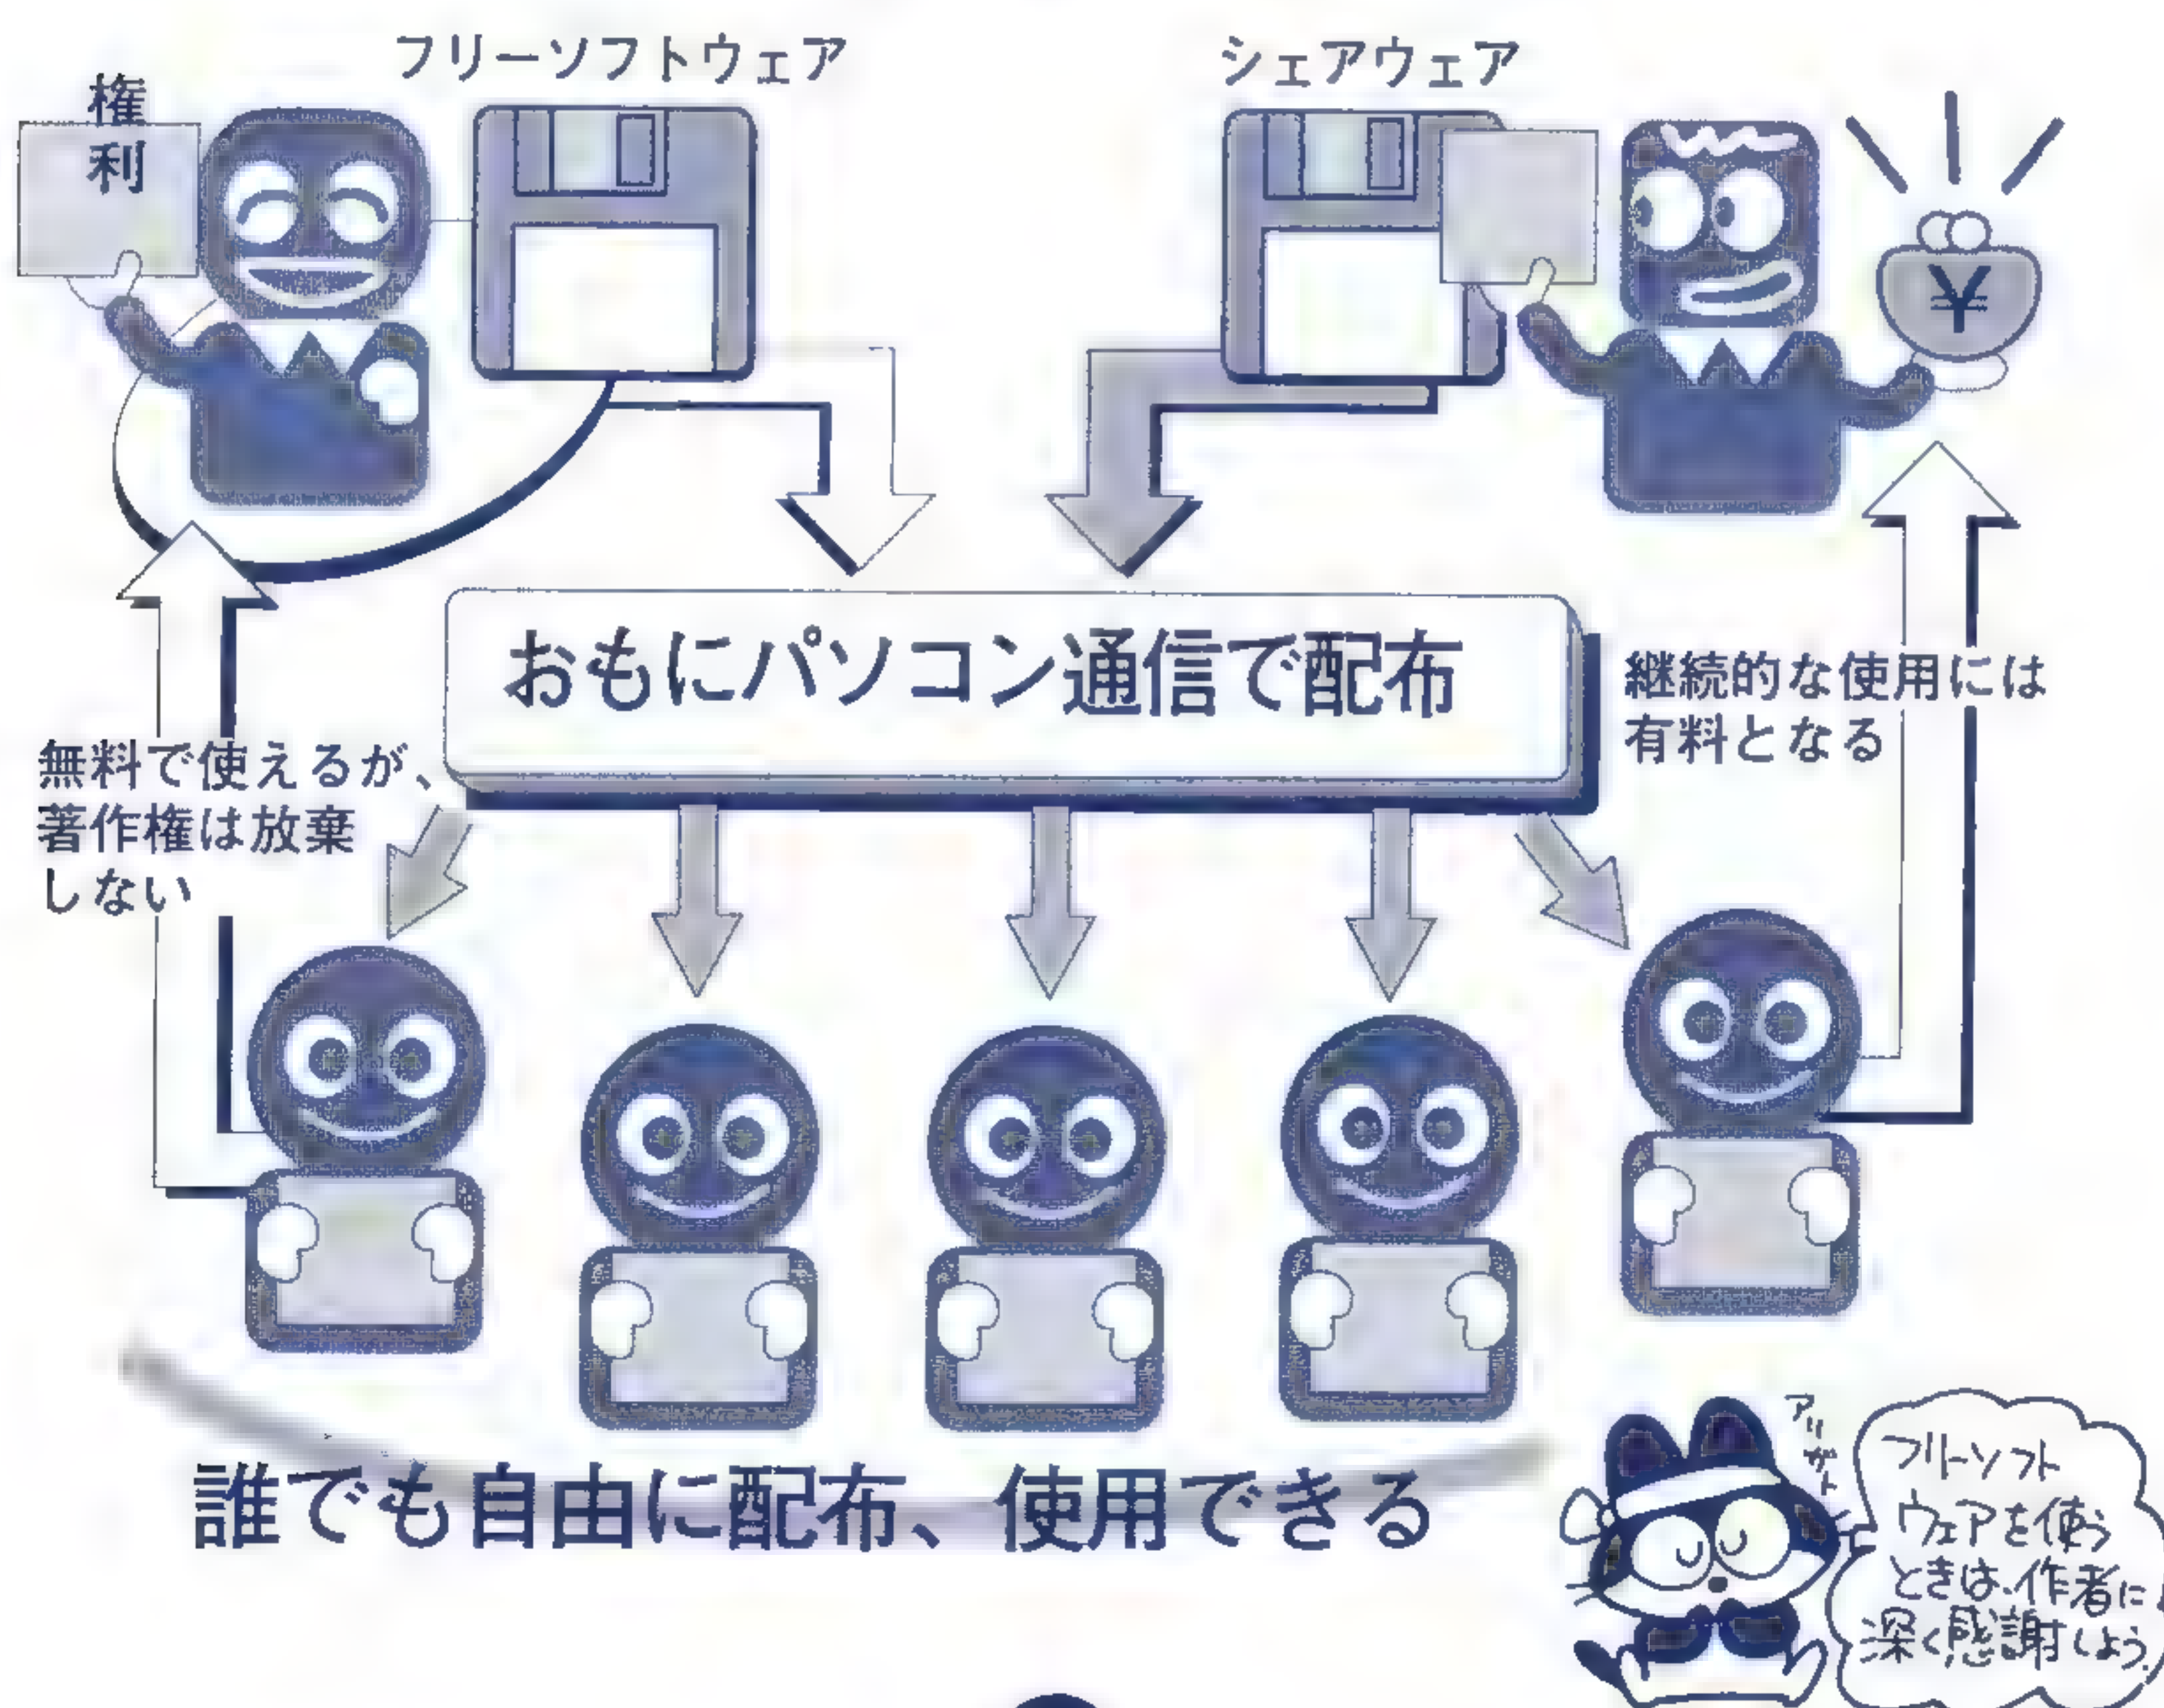 フリーソフトウェア
シェアウェア
権
利
¥
おもにパソコン通信で配布
継続的な使用には
有料となる
無料で使えるが、
著作権は放棄
しない
誰でも自由に配布、使用できる
アリガト
フリーソフト
ウェアを使う
ときは、作者に
深く感謝しよう。